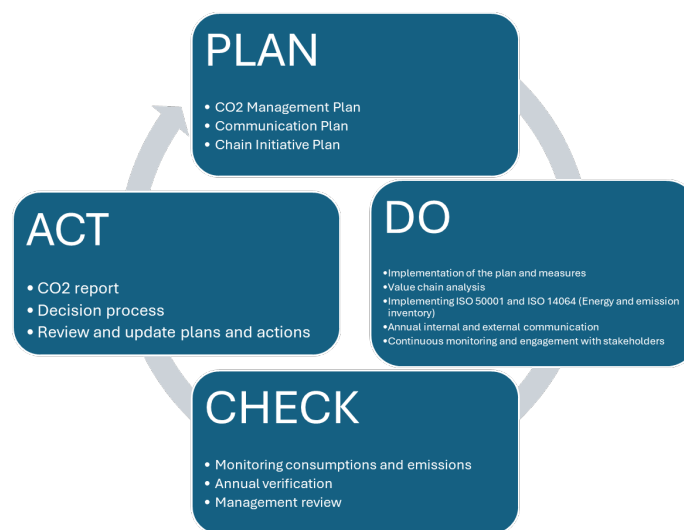 PLAN
• CO2 Management Plan
• Communication Plan
• Chain Initiative Plan
DO
•Implementation of the plan and measures
•Value chain analysis
•Implementing ISO 50001 and ISO 14064 (Energy and emission
inventory)
•Annual internal and external communication
•Continuous monitoring and engagement with stakeholders
CHECK
• Monitoring consumptions and emissions
• Annual verification
• Management review
ACT
• CO2 report
• Decision process
• Review and update plans and actions